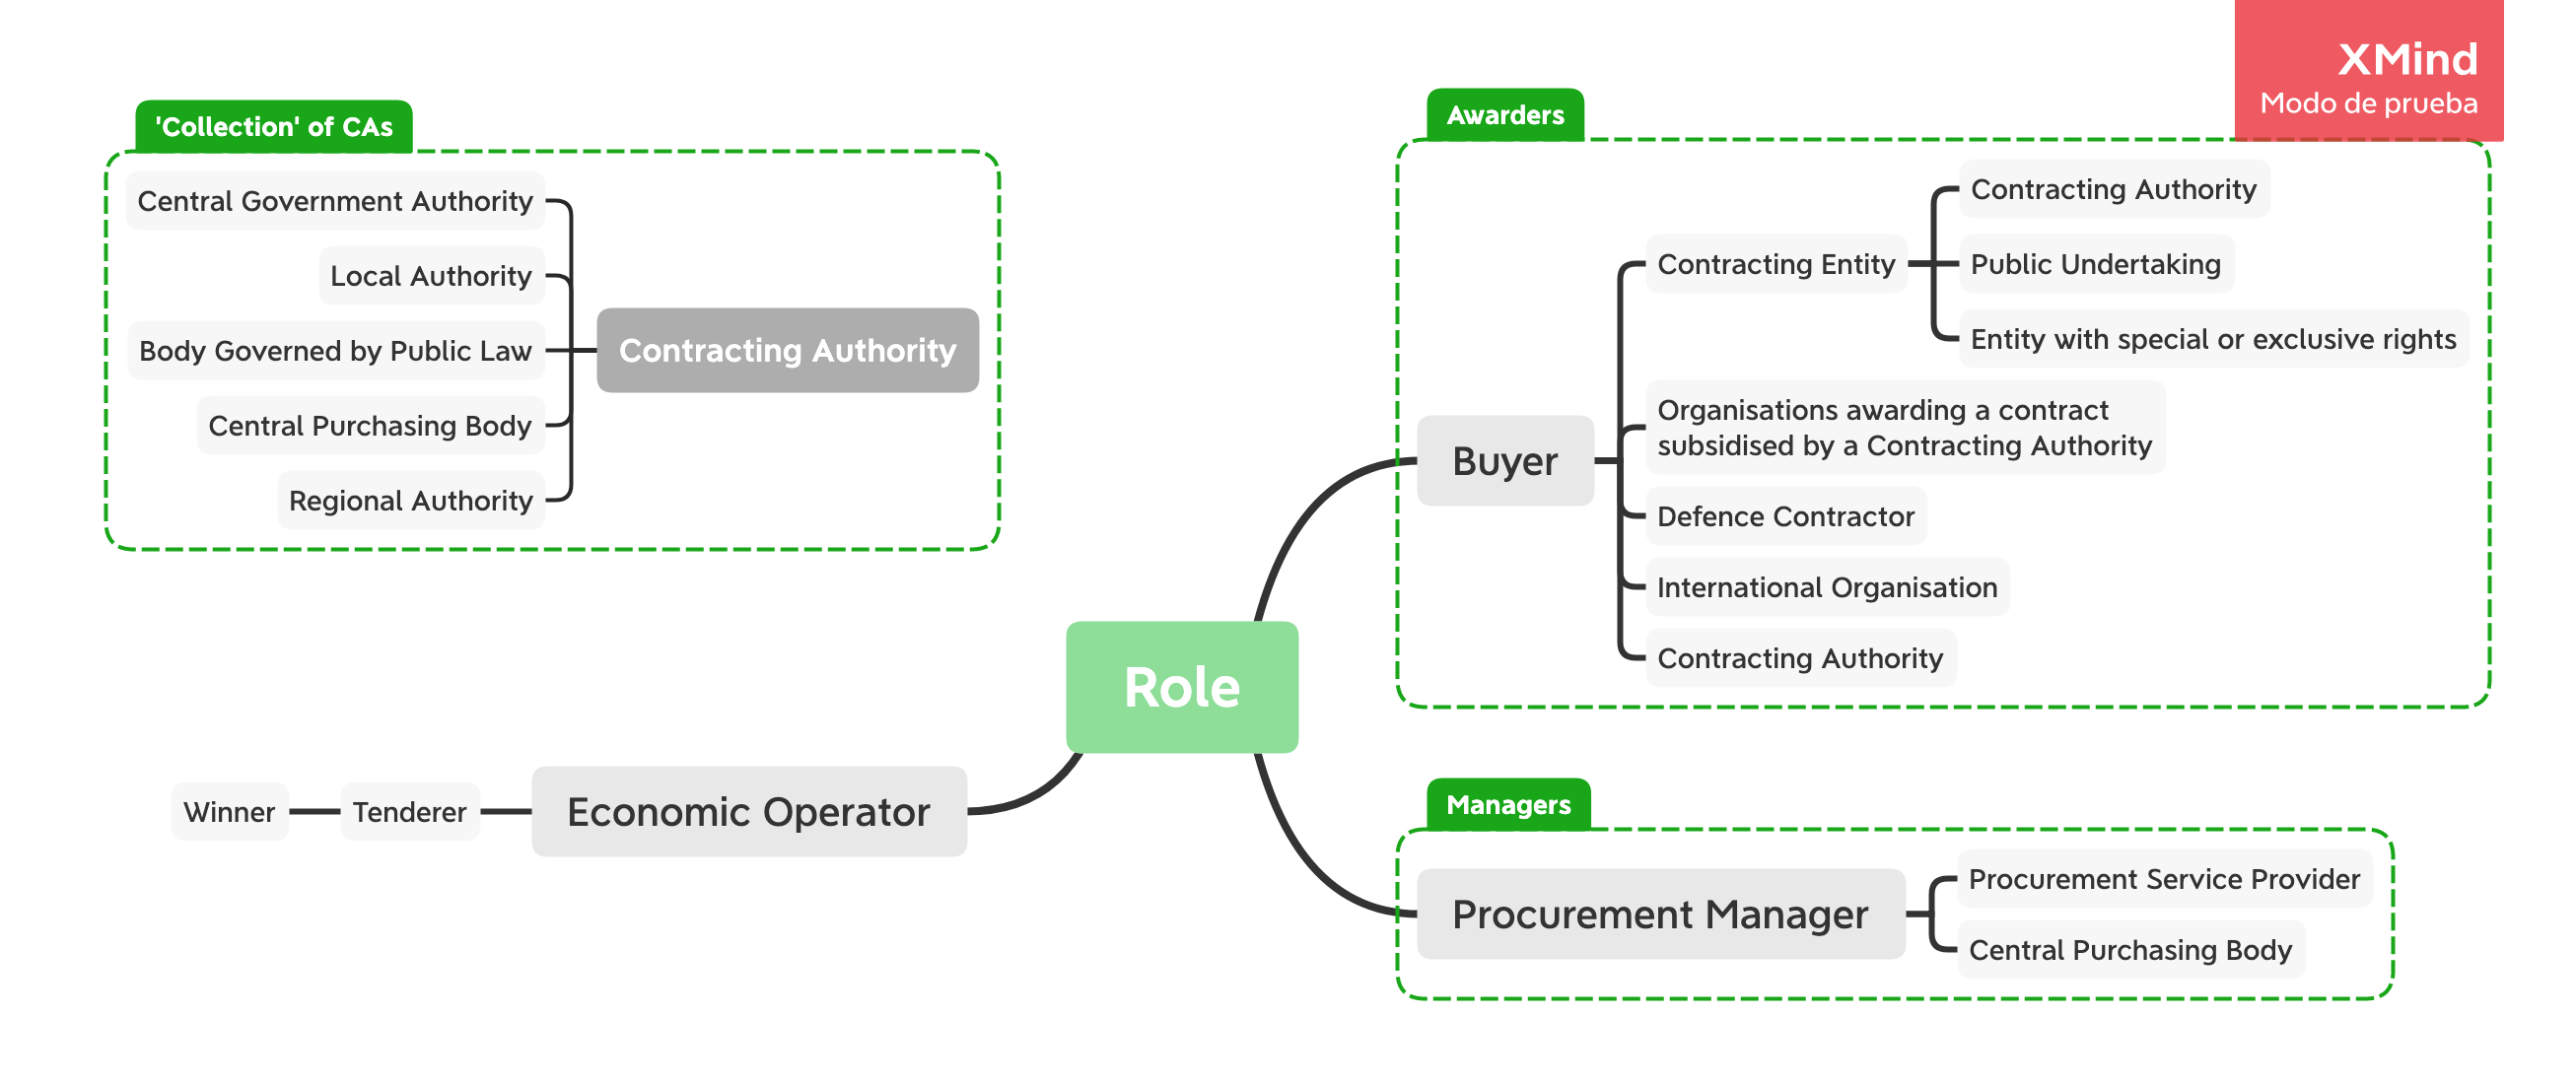 XMind
Modo de prueba
'Collection' of CAs
Central Government Authority
Local Authority
Body Governed by Public Law
Central Purchasing Body
Regional Authority
Contracting Authority
Awarders
Buyer
Contracting Entity
Contracting Authority
Public Undertaking
Entity with special or exclusive rights
Organisations awarding a contract
subsidised by a Contracting Authority
Defence Contractor
International Organisation
Contracting Authority
Role
Winner
Tenderer
Economic Operator
Managers
Procurement Manager
Procurement Service Provider
Central Purchasing Body